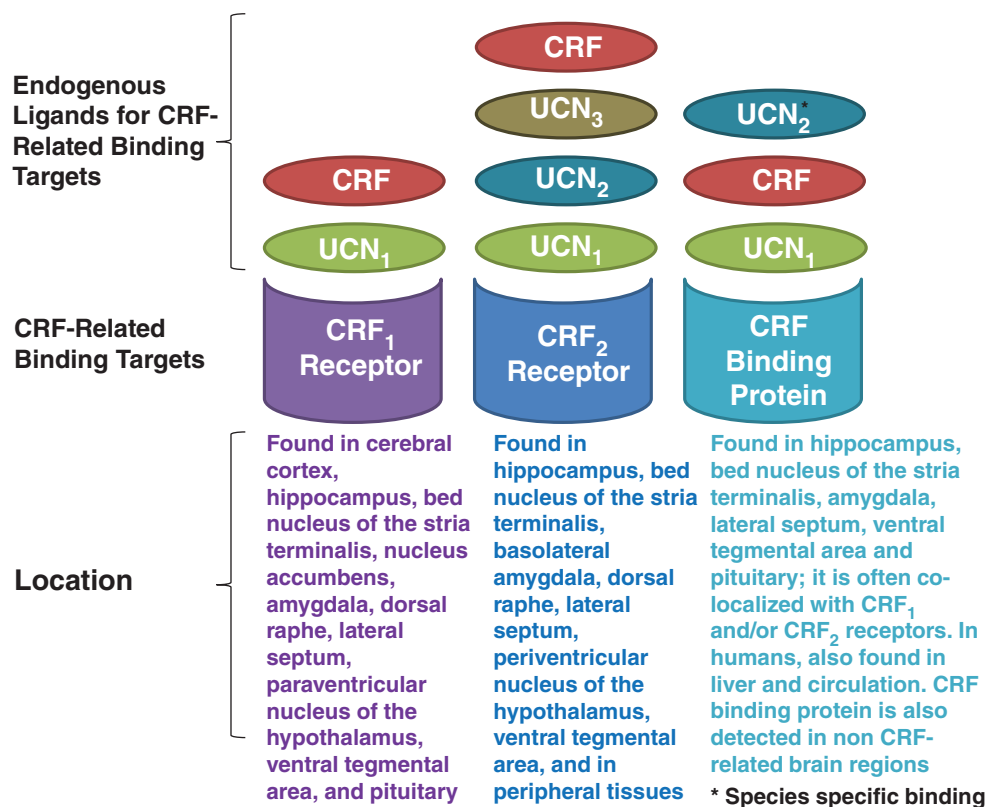 Endogenous
Ligands for CRF-
Related Binding
Targets
CRF
UCN1
CRF
UCN3
UCN2
UCN1
UCN2*
CRF
UCN1
CRF-Related
Binding Targets
CRF1
Receptor
CRF2
Receptor
CRF
Binding
Protein
Location
Found in cerebral
cortex,
hippocampus, bed
nucleus of the stria
terminalis, nucleus
accumbens,
amygdala, dorsal
raphe, lateral
septum,
paraventricular
nucleus of the
hypothalamus,
ventral tegmental
area, and pituitary
Found in
hippocampus, bed
nucleus of the stria
terminalis,
basolateral
amygdala, dorsal
raphe, lateral
septum,
periventricular
nucleus of the
hypothalamus,
ventral tegmental
area, and in
peripheral tissues
Found in hippocampus,
bed nucleus of the stria
terminalis, amygdala,
lateral septum, ventral
tegmental area and
pituitary; it is often co-
localized with CRF1
and/or CRF2 receptors. In
humans, also found in
liver and circulation. CRF
binding protein is also
detected in non CRF-
related brain regions
* Species specific binding